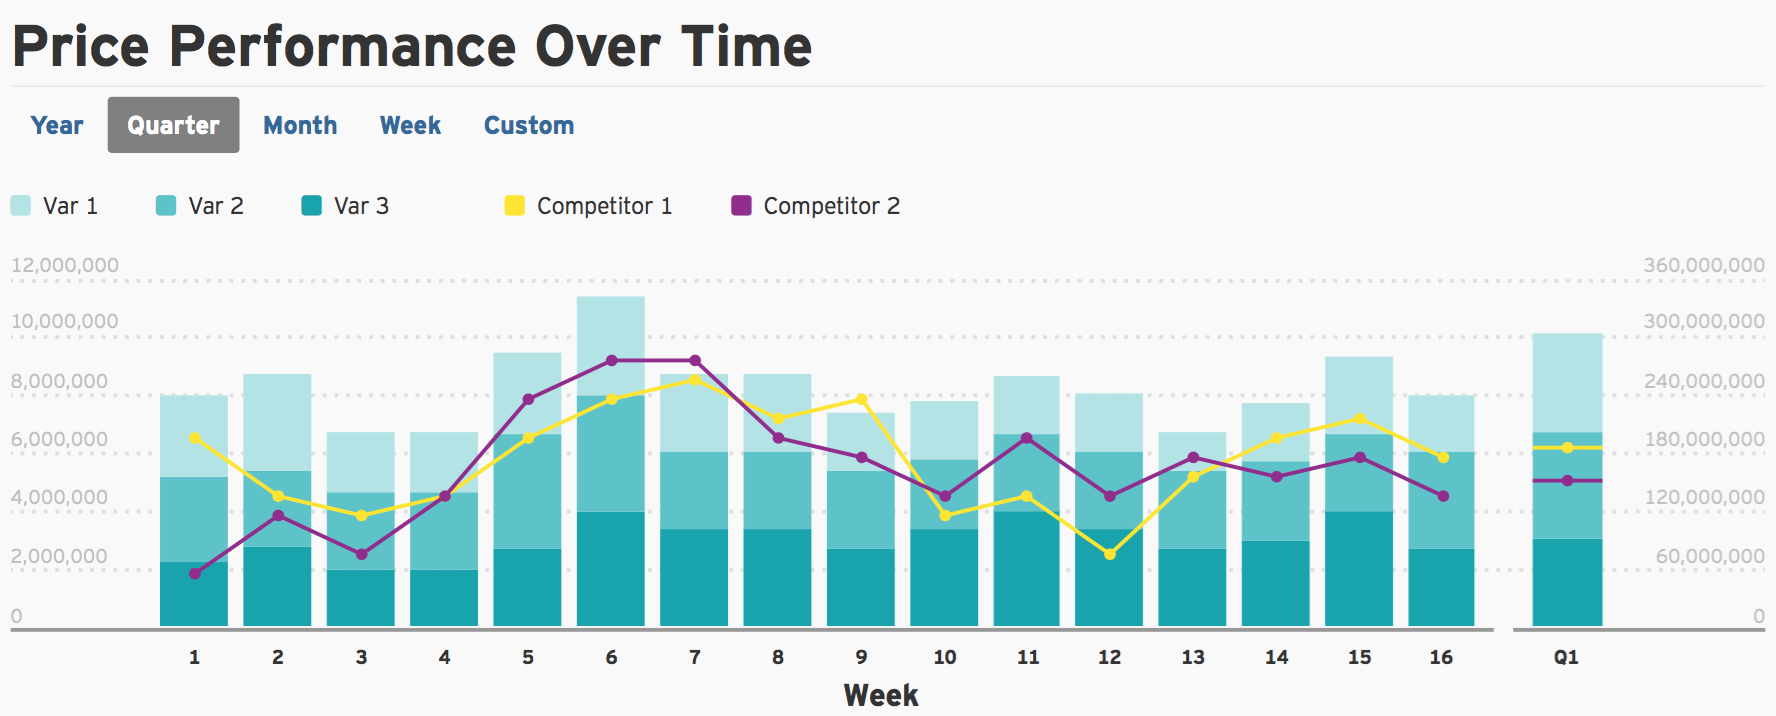 Price Performance Over Time
Year Quarter Month Week Custom
Var 1 Var 2 Var 3 Competitor 1 Competitor 2
12,000,000 360,000,000
10,000,000 300,000,000
8,000,000 240,000,000
6,000,000 180,000,000
4,000,000 120,000,000
2,000,000 60,000,000
0 0
1 2 3 4 5 6 7 8 9 10 11 12 13 14 15 16 Q1
Week